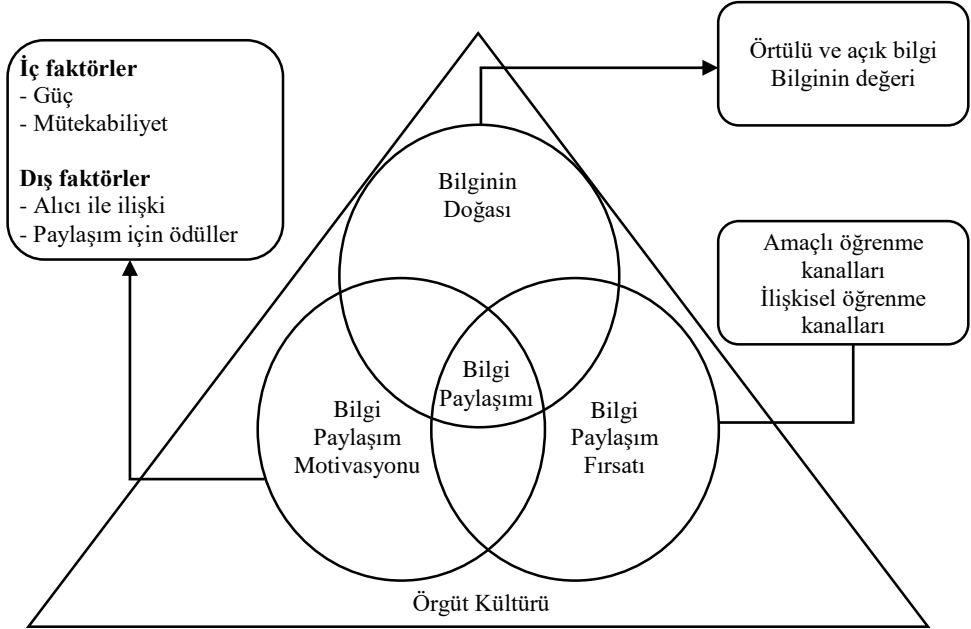 İç faktörler
- Güç
- Mütekabiliyet
Dış faktörler
- Alıcı ile ilişki
- Paylaşım için ödüller
Örtülü ve açık bilgi
Bilginin değeri
Bilginin
Doğası
Amaçlı öğrenme
kanalları
İlişkisel öğrenme
kanalları
Bilgi
Paylaşımı
Bilgi
Paylaşım
Motivasyonu
Bilgi
Paylaşım
Fırsatı
Örgüt Kültürü